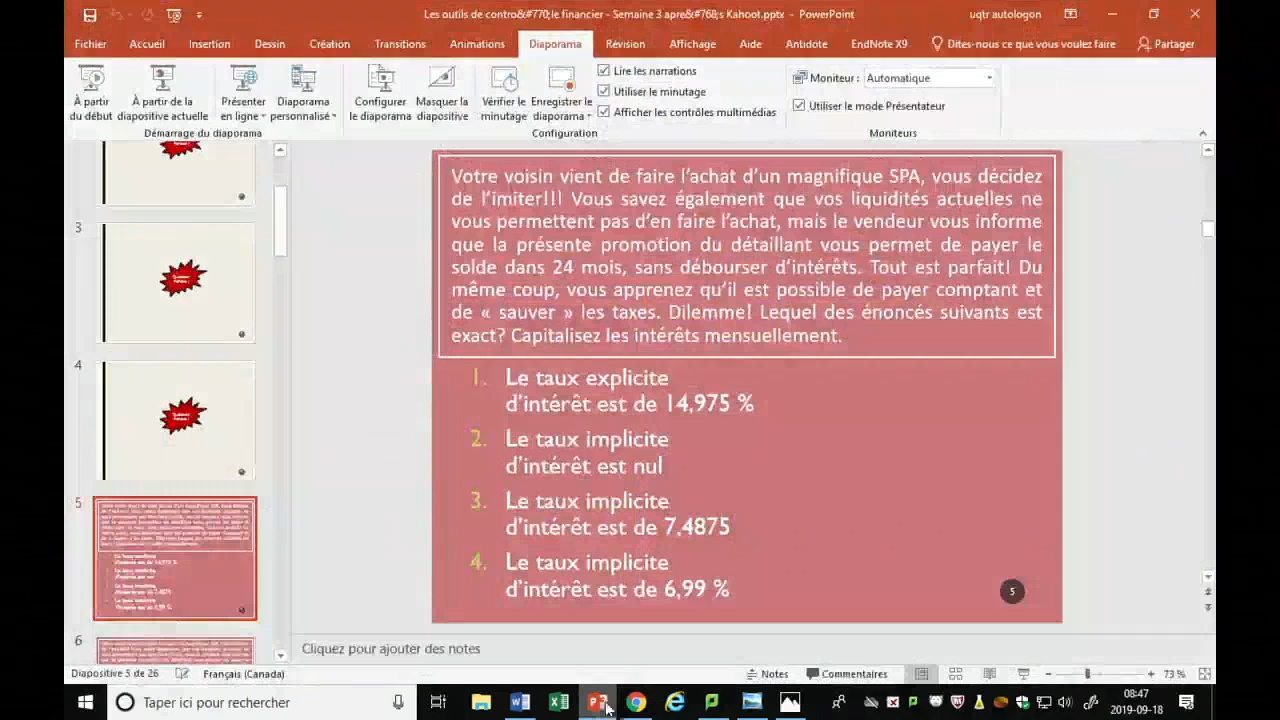 Les outils de contro&#770;le financier - Semaine 3 apre&#768;s Kahoot.pptx - PowerPoint
uqtr autologon
Fichier Accueil Insertion Dessin Création Transitions Animations Diaporama Révision Affichage Aide Antidote EndNote X9 Dites-nous ce que vous voulez faire Partager
À partir du début
À partir de la diapositive actuelle
Présenter en ligne
Diaporama personnalisé
Configurer le diaporama
Masquer la diapositive
Vérifier le minutage
Enregistrer le diaporama
Lire les narrations
Utiliser le minutage
Afficher les contrôles multimédias
Moniteur : Automatique
Utiliser le mode Présentateur
Démarrage du diaporama
Configuration
Moniteurs
3
4
5
6
Votre voisin vient de faire l'achat d'un magnifique SPA, vous décidez
de l'imiter!!! Vous savez également que vos liquidités actuelles ne
vous permettent pas d'en faire l'achat, mais le vendeur vous informe
que la présente promotion du détaillant vous permet de payer le
solde dans 24 mois, sans débourser d'intérêts. Tout est parfait! Du
même coup, vous apprenez qu'il est possible de payer comptant et
de « sauver » les taxes. Dilemme! Lequel des énoncés suivants est
exact? Capitalisez les intérêts mensuellement.
1. Le taux explicite
d'intérêt est de 14,975 %
2. Le taux implicite
d'intérêt est nul
3. Le taux implicite
d'intérêt est de 7,4875
4. Le taux implicite
d'intérêt est de 6,99 %
5
Cliquez pour ajouter des notes
Diapositive 5 de 26 Français (Canada) Notes Commentaires 73 %
Taper ici pour rechercher
08:47
2019-09-18